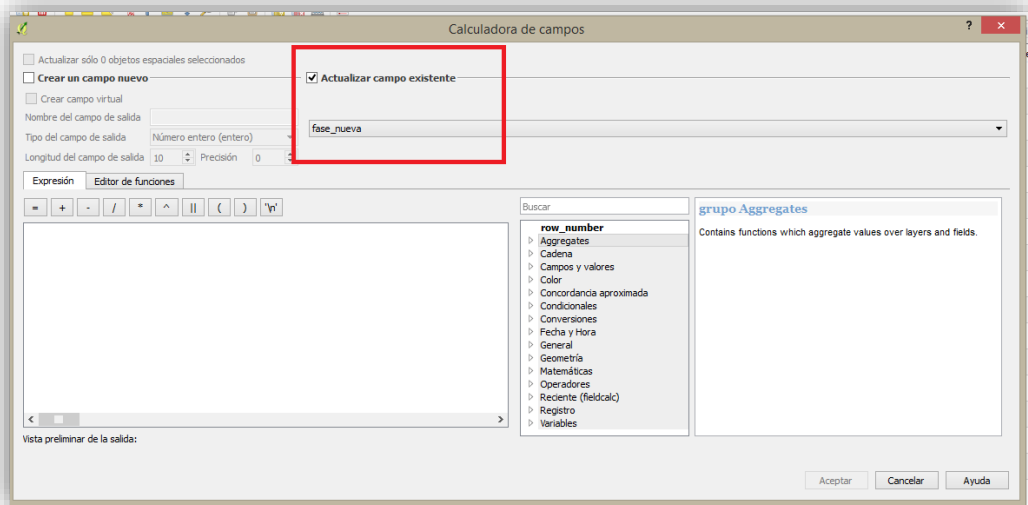 Calculadora de campos
? ×
Actualizar sólo 0 objetos espaciales seleccionados
Crear un campo nuevo
Actualizar campo existente
Crear campo virtual
Nombre del campo de salida
fase_nueva
Tipo del campo de salida Número entero (entero)
Longitud del campo de salida 10 Precisión 0
Expresión Editor de funciones
= + - / * ^ || ( ) '\n'
Buscar
row_number
Aggregates
Cadena
Campos y valores
Color
Concordancia aproximada
Condicionales
Conversiones
Fecha y Hora
General
Geometría
Matemáticas
Operadores
Reciente (fieldcalc)
Registro
Variables
grupo Aggregates
Contains functions which aggregate values over layers and fields.
Vista preliminar de la salida:
Aceptar Cancelar Ayuda